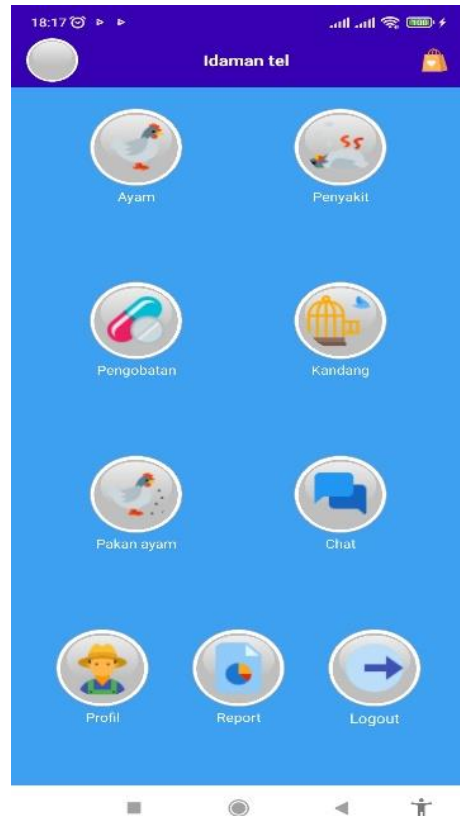 18:17
Idaman tel
Ayam
Penyakit
Pengobatan
Kandang
Pakan ayam
Chat
Profil
Report
Logout